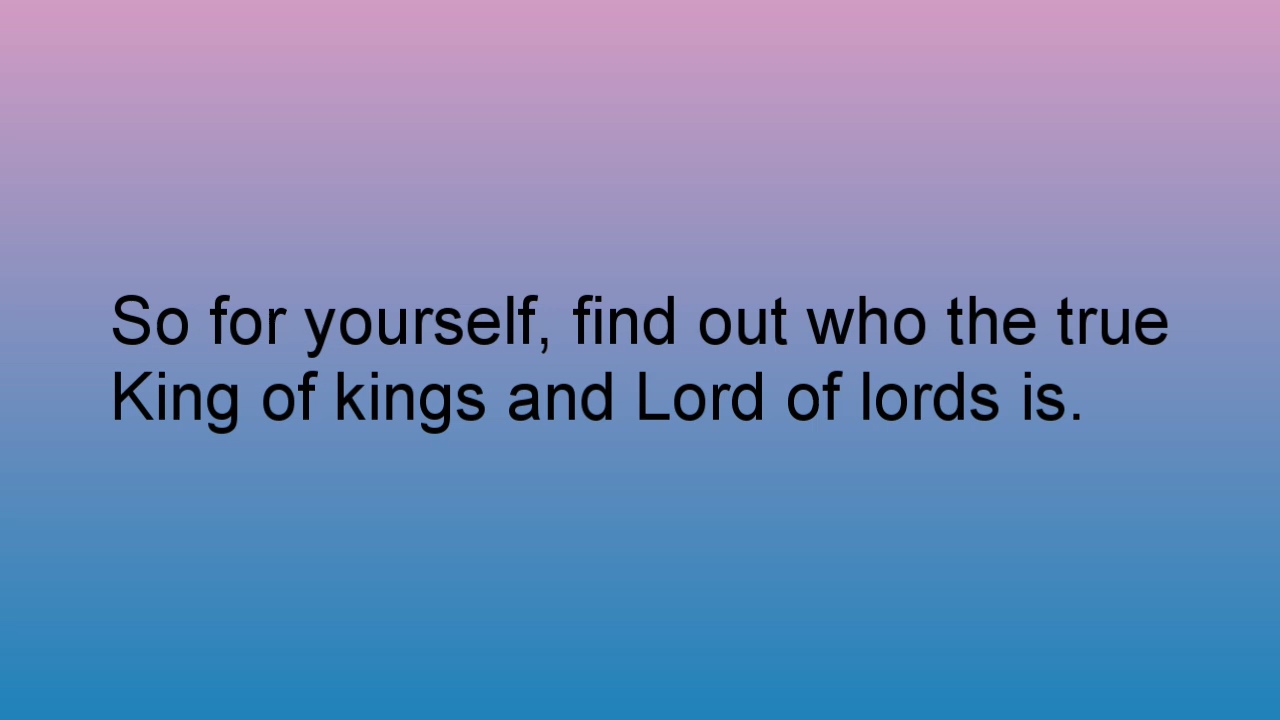 So for yourself, find out who the true
King of kings and Lord of lords is.